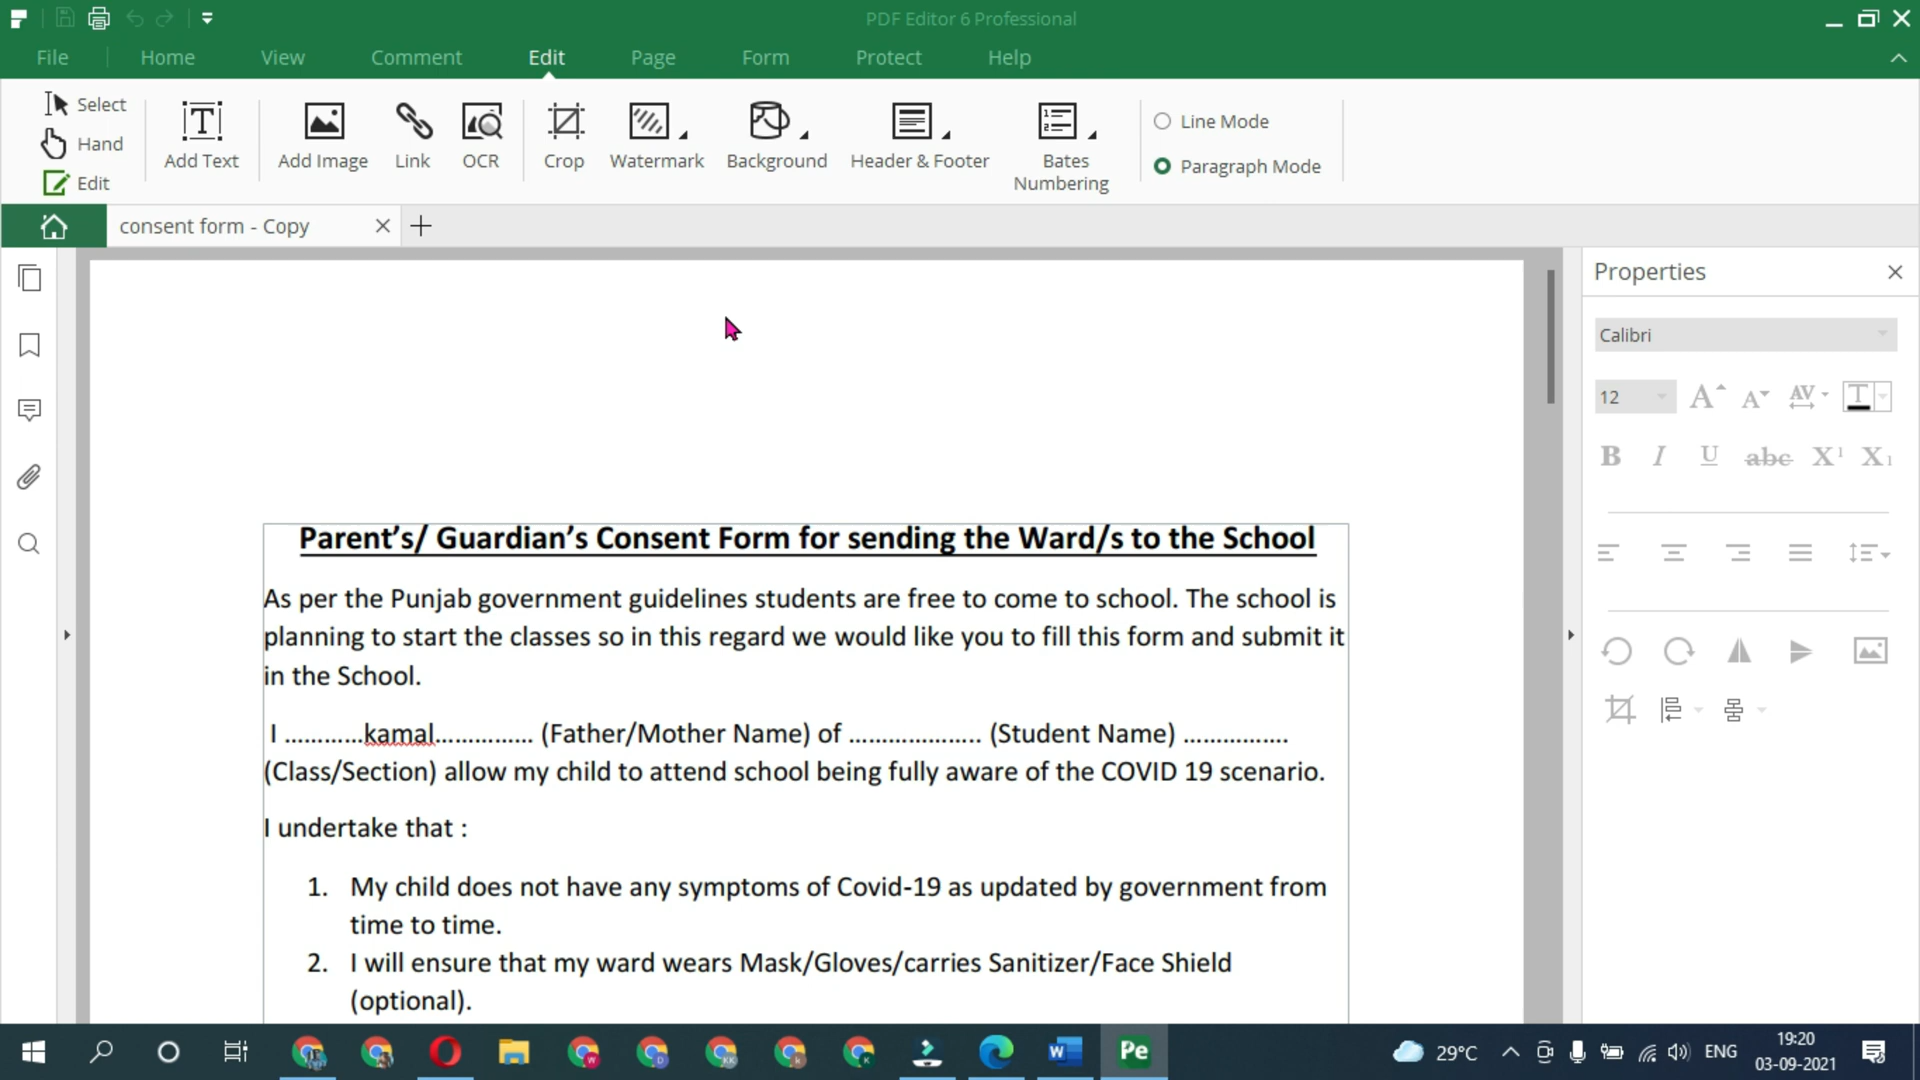 PDF Editor 6 Professional
File Home View Comment Edit Page Form Protect Help
Select
Hand
Edit
Add Text
Add Image
Link
OCR
Crop
Watermark
Background
Header & Footer
Bates
Numbering
Line Mode
Paragraph Mode
consent form - Copy
Properties
Calibri
12
B I U abc X¹ X₁
Parent’s/ Guardian’s Consent Form for sending the Ward/s to the School
As per the Punjab government guidelines students are free to come to school. The school is
planning to start the classes so in this regard we would like you to fill this form and submit it
in the School.
I …………kamal…………… (Father/Mother Name) of ……………….. (Student Name) …………….
(Class/Section) allow my child to attend school being fully aware of the COVID 19 scenario.
I undertake that :
1. My child does not have any symptoms of Covid-19 as updated by government from
time to time.
2. I will ensure that my ward wears Mask/Gloves/carries Sanitizer/Face Shield
(optional).
29°C
ENG
19:20
03-09-2021